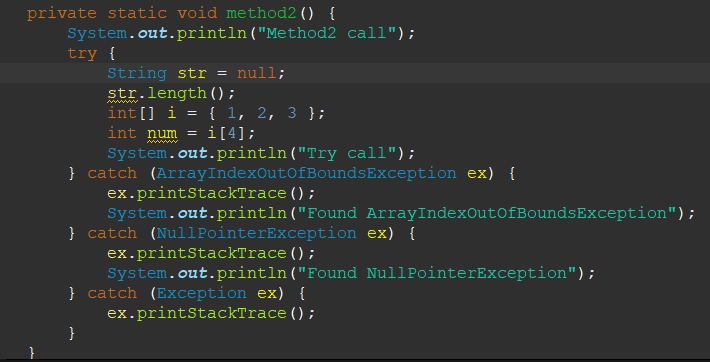 private static void method2() {
    System.out.println("Method2 call");
    try {
        String str = null;
        str.length();
        int[] i = { 1, 2, 3 };
        int num = i[4];
        System.out.println("Try call");
    } catch (ArrayIndexOutOfBoundsException ex) {
        ex.printStackTrace();
        System.out.println("Found ArrayIndexOutOfBoundsException");
    } catch (NullPointerException ex) {
        ex.printStackTrace();
        System.out.println("Found NullPointerException");
    } catch (Exception ex) {
        ex.printStackTrace();
    }
}